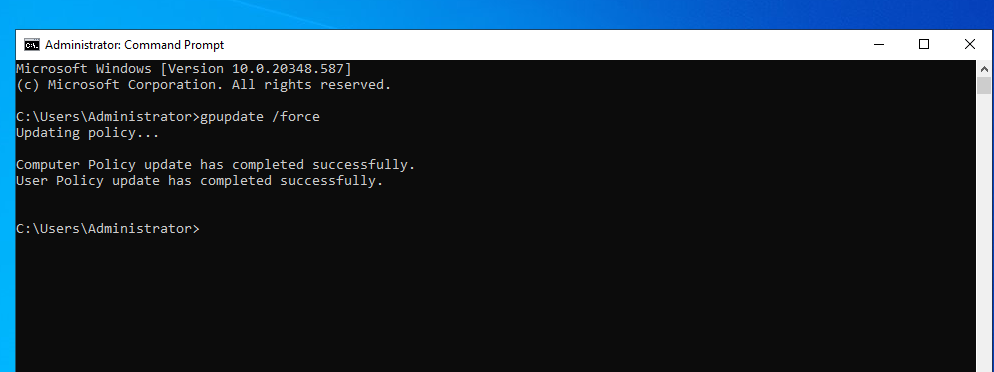 Administrator: Command Prompt
Microsoft Windows [Version 10.0.20348.587]
(c) Microsoft Corporation. All rights reserved.
C:\Users\Administrator>gpupdate /force
Updating policy...
Computer Policy update has completed successfully.
User Policy update has completed successfully.
C:\Users\Administrator>